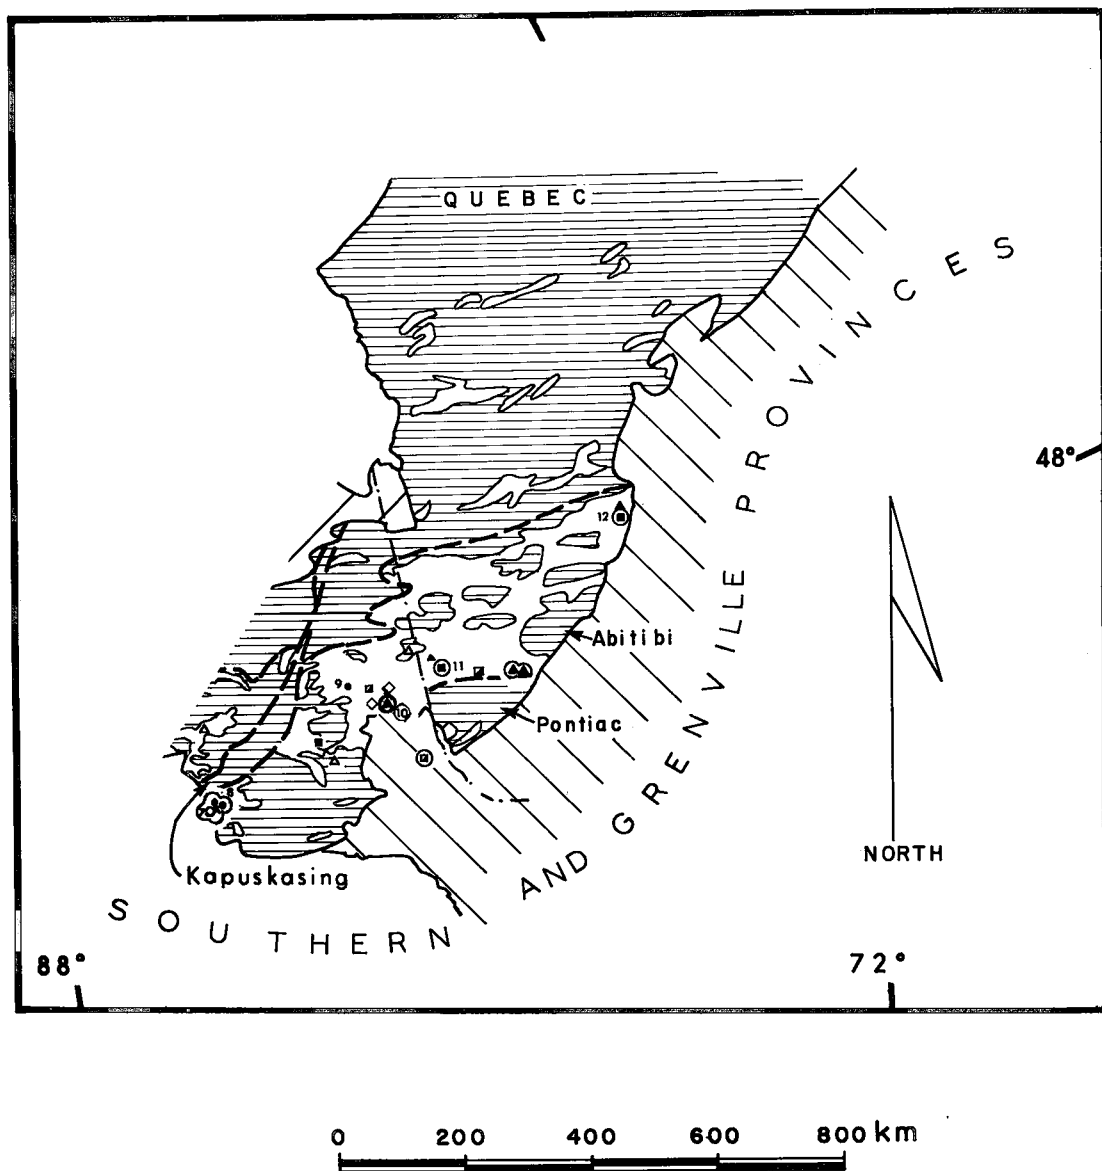 QUEBEC
SOUTHERN AND GRENVILLE PROVINCES
48°
12
Abitibi
11
9
10
Pontiac
8
Kapuskasing
NORTH
88°
72°
0 200 400 600 800 km